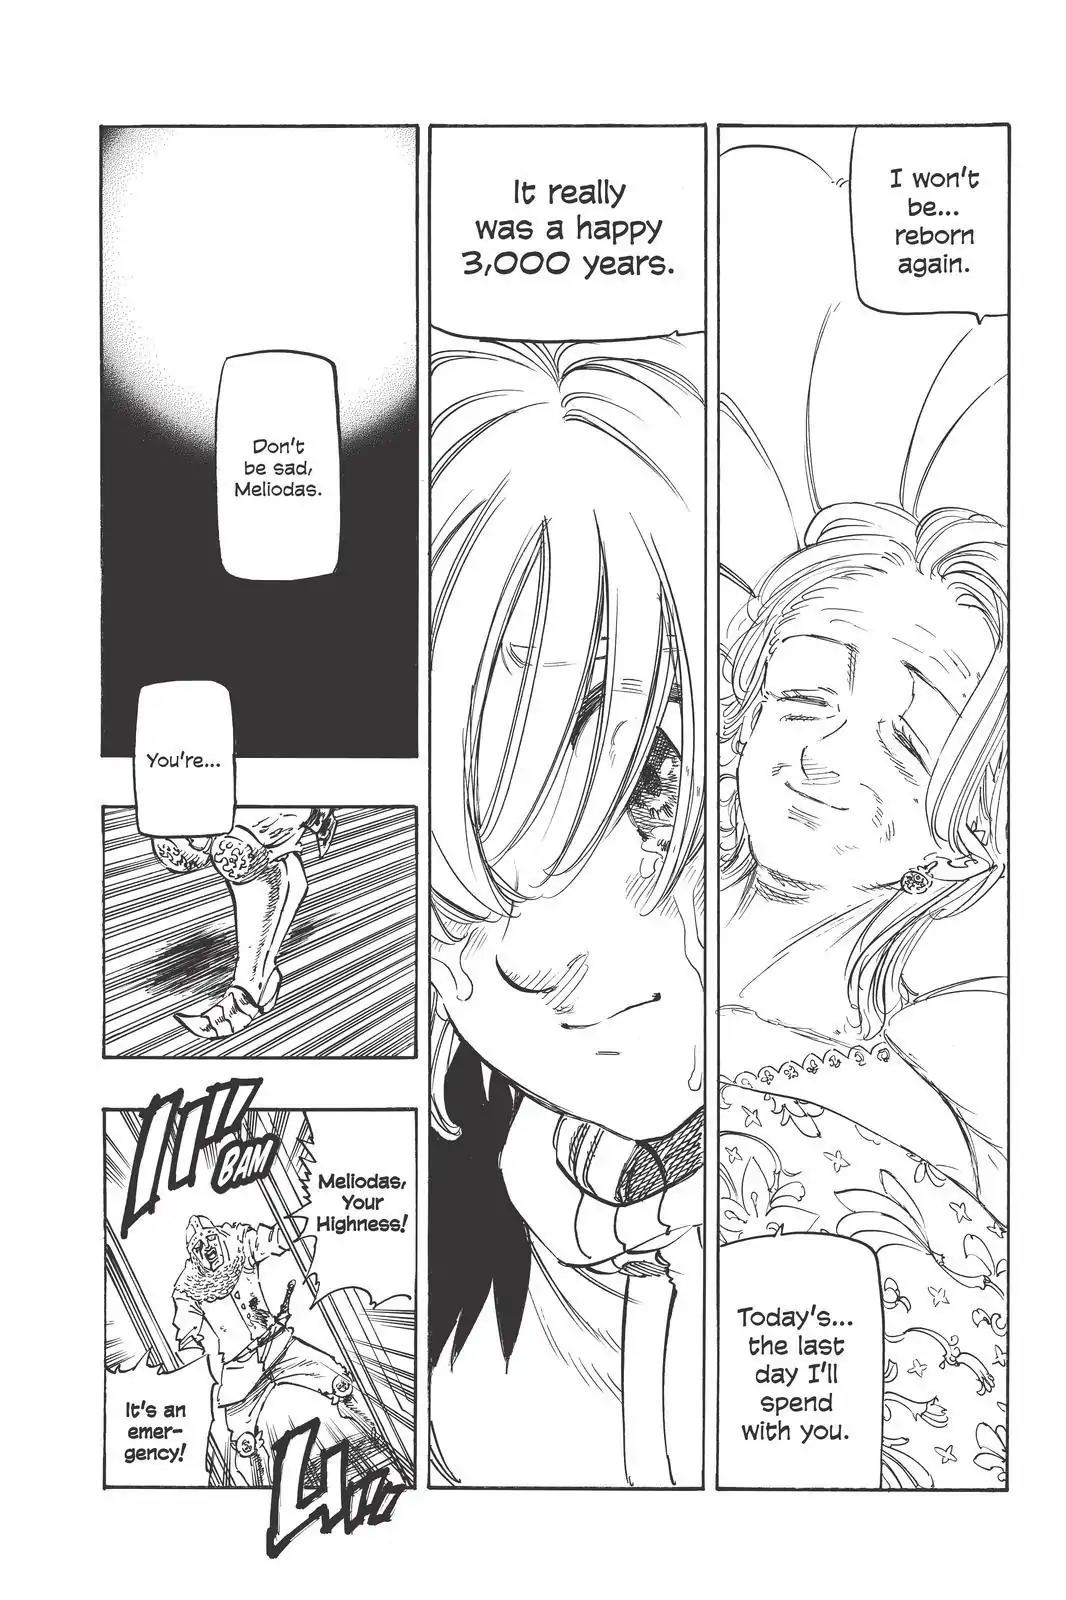 I won't
be...
reborn
again.
Today's...
the last
day I'll
spend
with you.
It really
was a happy
3,000 years.
Don't
be sad,
Meliodas.
You're...
BAM
Meliodas,
Your
Highness!
It's an
emer-
gency!